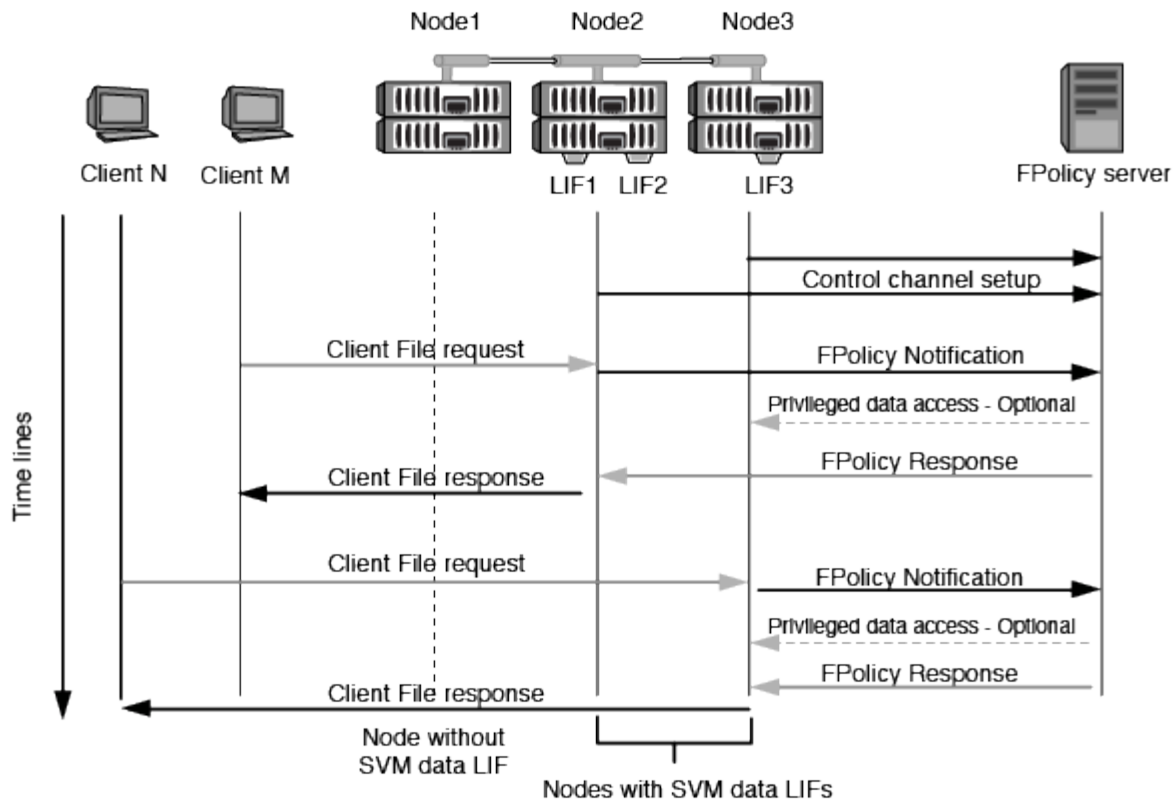 Node1
Node2
Node3
Client N
Client M
LIF1
LIF2
LIF3
FPolicy server
Control channel setup
Client File request
FPolicy Notification
Privileged data access - Optional
FPolicy Response
Client File response
Time lines
Client File request
FPolicy Notification
Privileged data access - Optional
FPolicy Response
Client File response
Node without
SVM data LIF
Nodes with SVM data LIFs